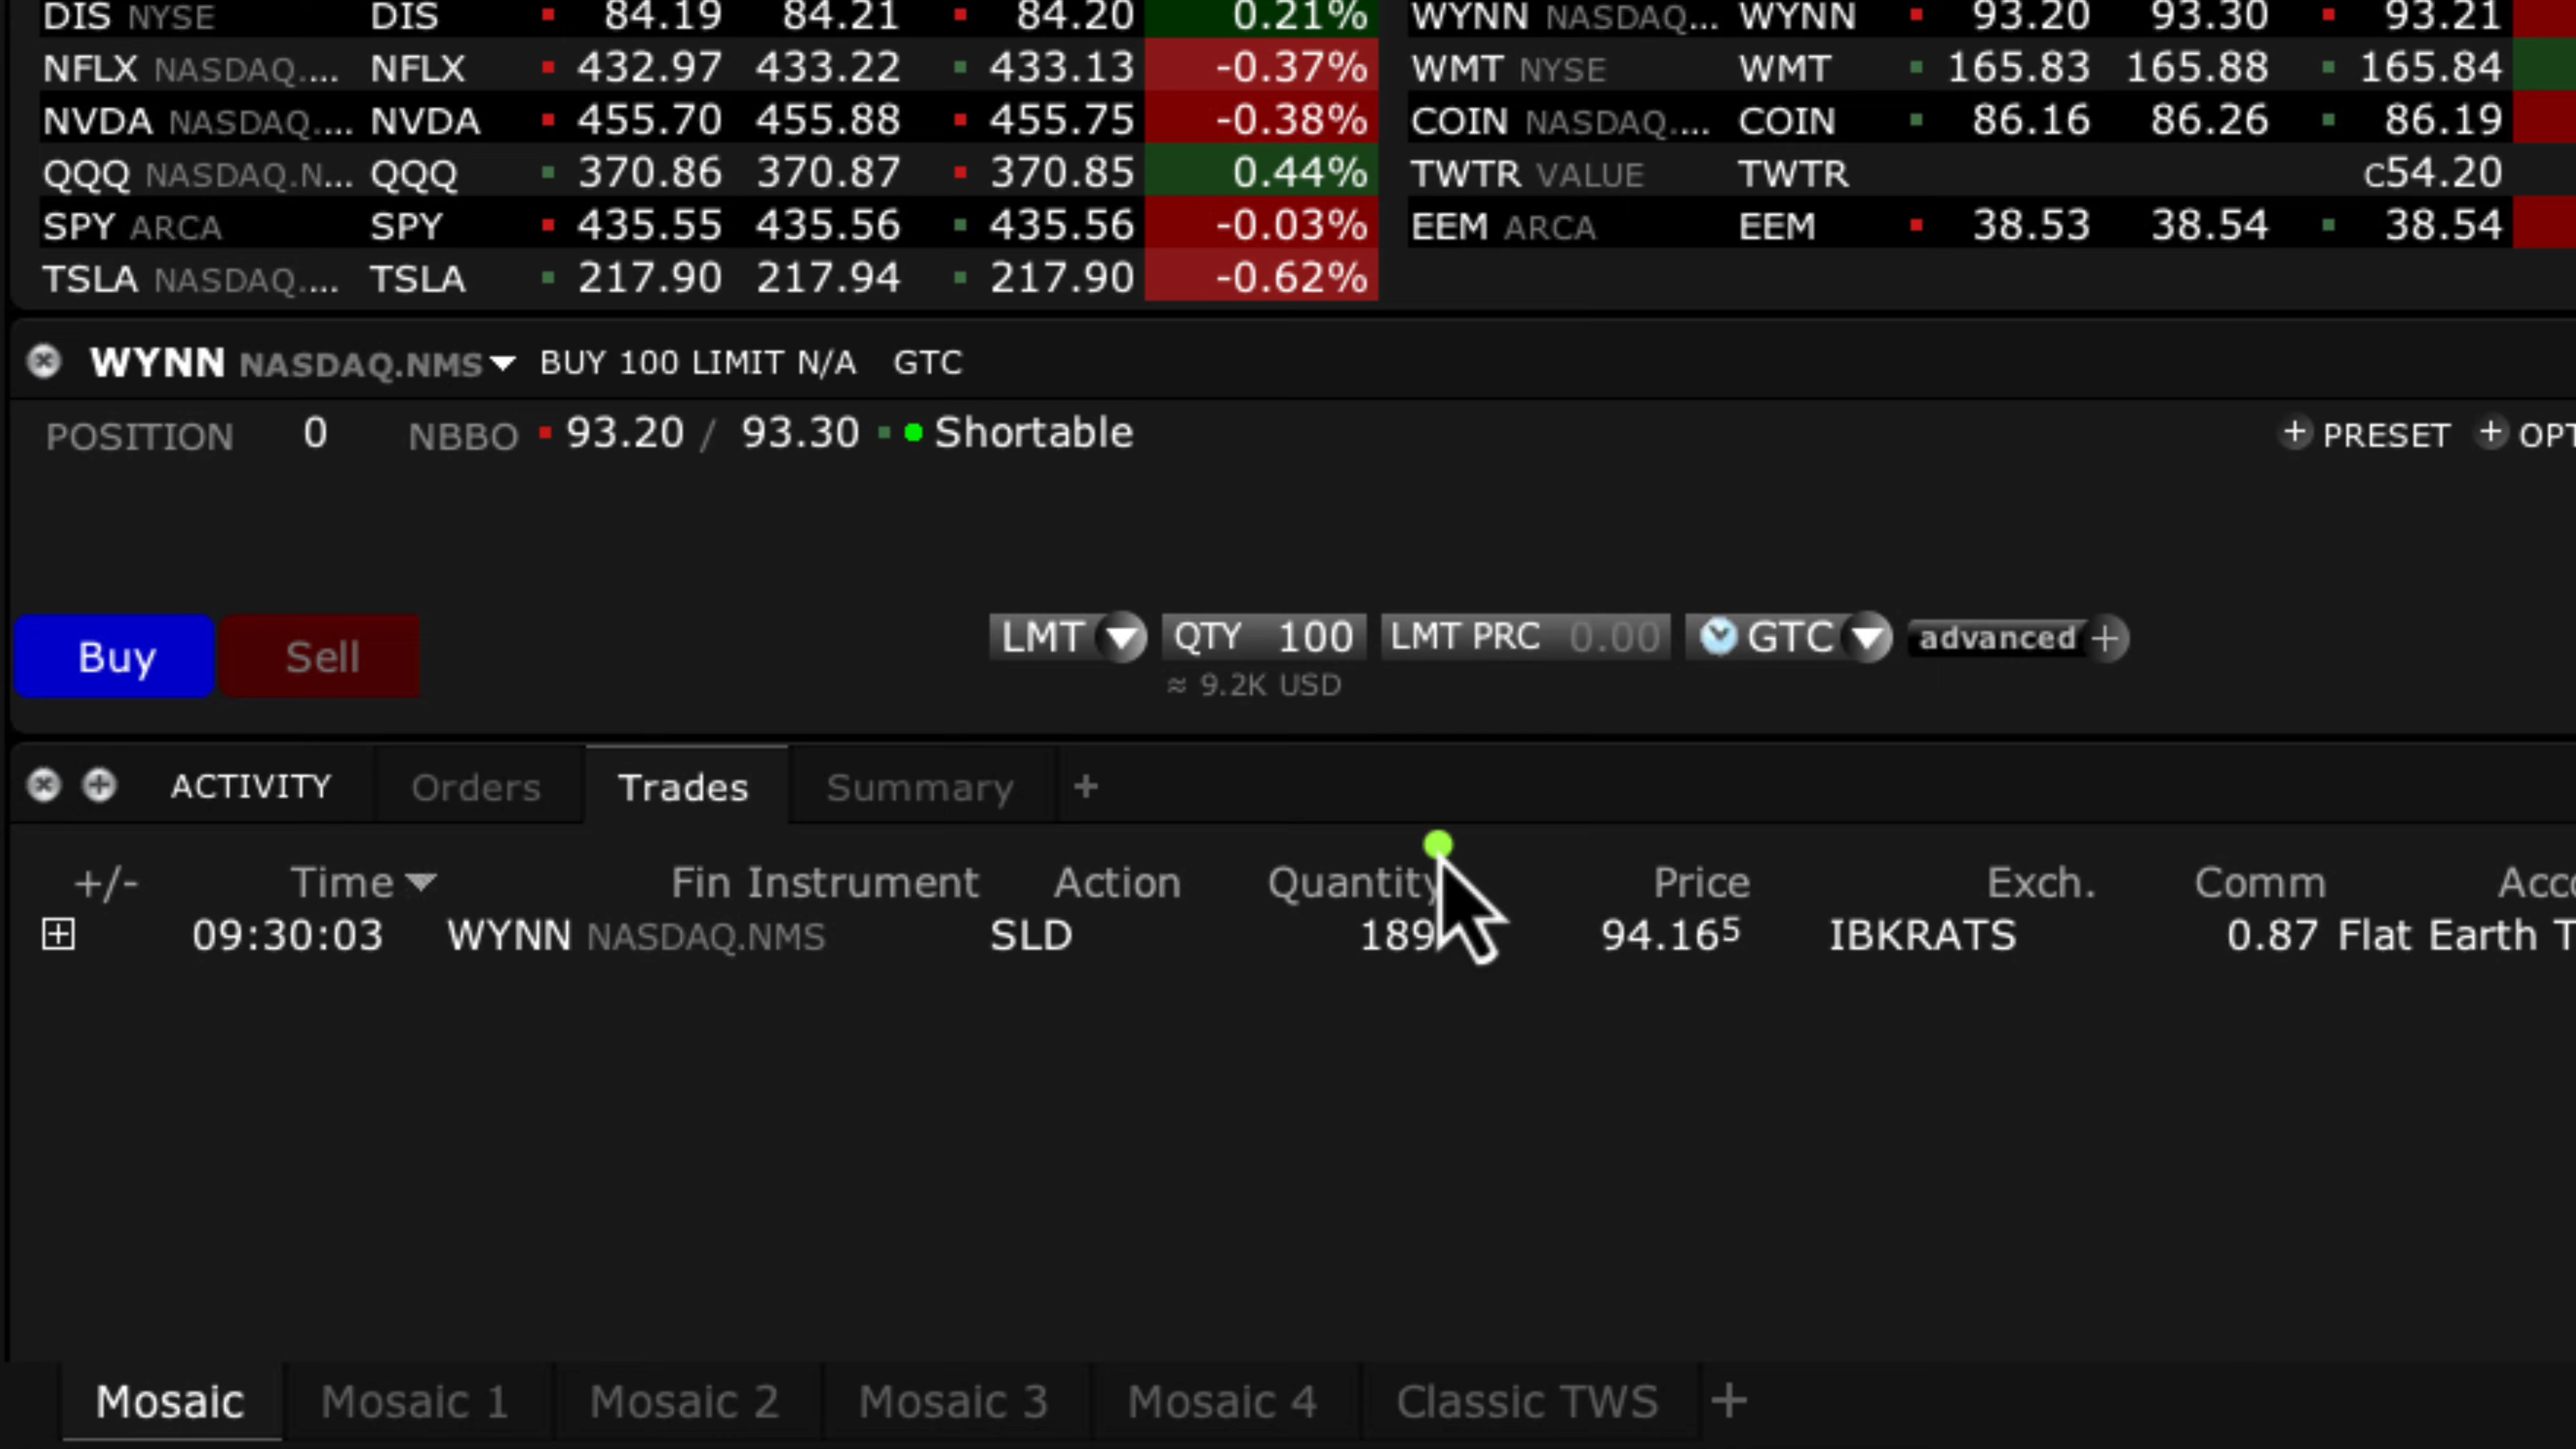 DIS NYSE DIS 84.19 84.21 84.20 0.21% WYNN NASDAQ... WYNN 93.20 93.30 93.21
NFLX NASDAQ.... NFLX 432.97 433.22 433.13 -0.37% WMT NYSE WMT 165.83 165.88 165.84
NVDA NASDAQ.... NVDA 455.70 455.88 455.75 -0.38% COIN NASDAQ.... COIN 86.16 86.26 86.19
QQQ NASDAQ.N... QQQ 370.86 370.87 370.85 0.44% TWTR VALUE TWTR c54.20
SPY ARCA SPY 435.55 435.56 435.56 -0.03% EEM ARCA EEM 38.53 38.54 38.54
TSLA NASDAQ.... TSLA 217.90 217.94 217.90 -0.62%
WYNN NASDAQ.NMS BUY 100 LIMIT N/A GTC
POSITION 0 NBBO 93.20 / 93.30 Shortable + PRESET + OPT
Buy Sell LMT QTY 100 LMT PRC 0.00 GTC advanced +
≈ 9.2K USD
ACTIVITY Orders Trades Summary +
+/- Time Fin Instrument Action Quantity Price Exch. Comm Acco
09:30:03 WYNN NASDAQ.NMS SLD 189 94.16⁵ IBKRATS 0.87 Flat Earth T
Mosaic Mosaic 1 Mosaic 2 Mosaic 3 Mosaic 4 Classic TWS +